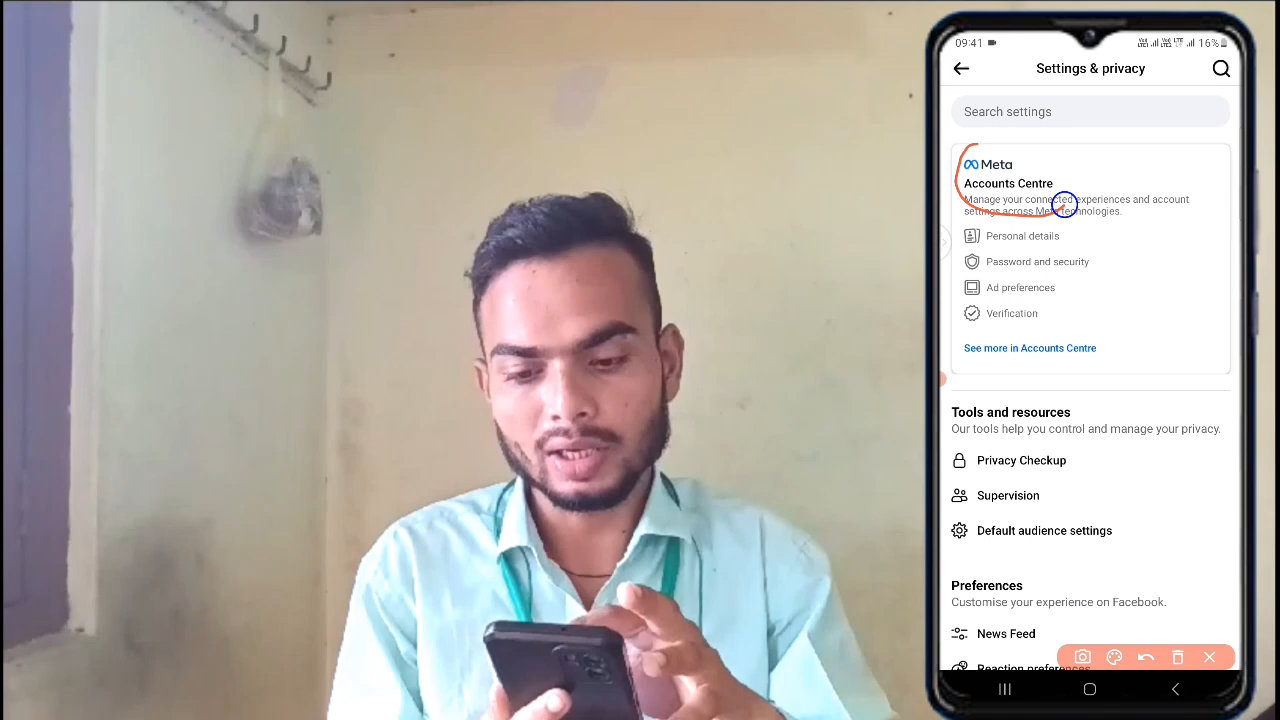 09:41
16%
Settings & privacy
Search settings
Meta
Accounts Centre
Manage your connected experiences and account
settings across Meta technologies.
Personal details
Password and security
Ad preferences
Verification
See more in Accounts Centre
Tools and resources
Our tools help you control and manage your privacy.
Privacy Checkup
Supervision
Default audience settings
Preferences
Customise your experience on Facebook.
News Feed
Reaction preferences